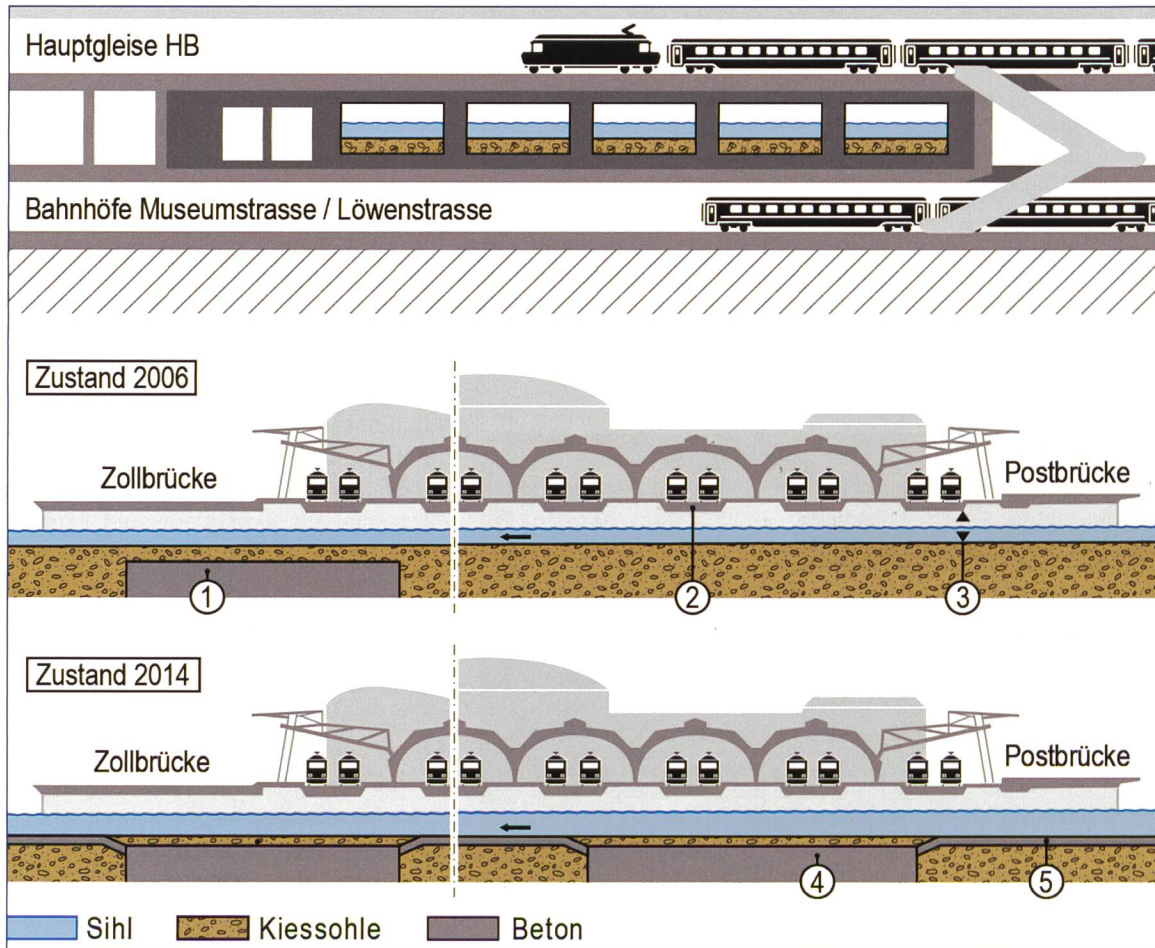 Hauptgleise HB
Bahnhöfe Museumstrasse / Löwenstrasse
Zustand 2006
Zollbrücke
Postbrücke
1
2
3
Zustand 2014
Zollbrücke
Postbrücke
4
5
Sihl
Kiessohle
Beton